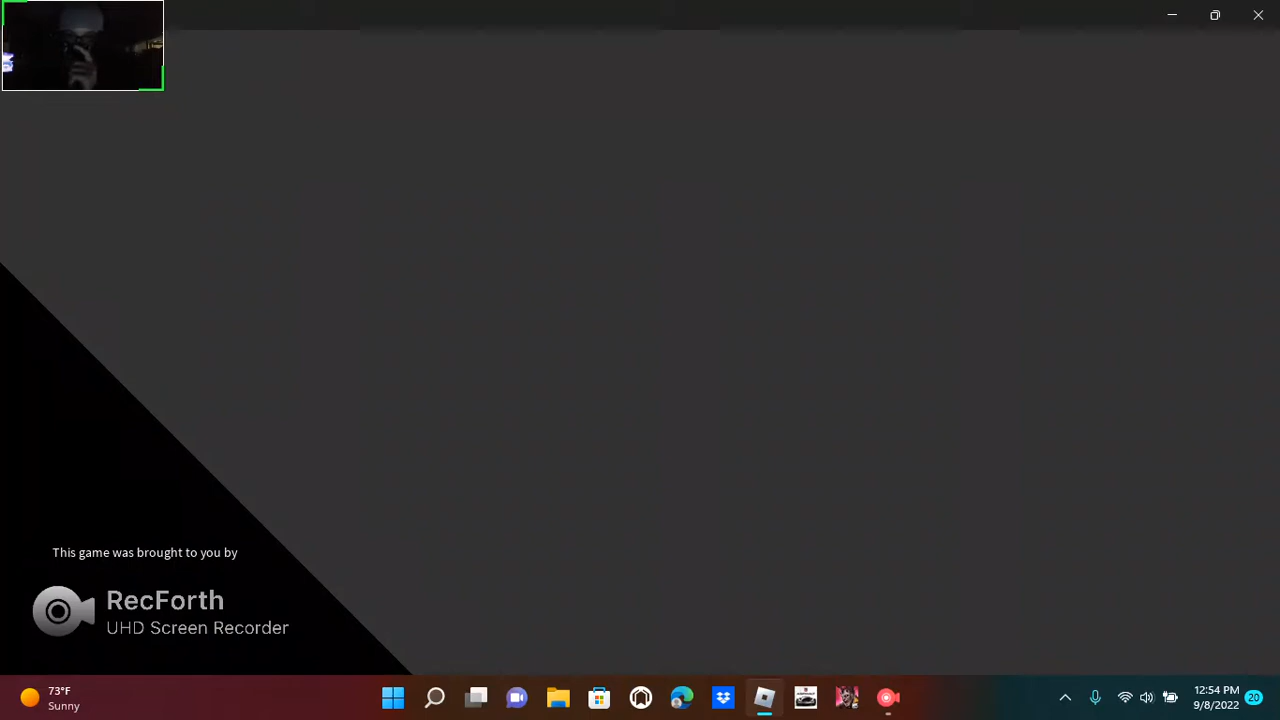 This game was brought to you by
RecForth
UHD Screen Recorder
73°F
Sunny
12:54 PM
9/8/2022
20